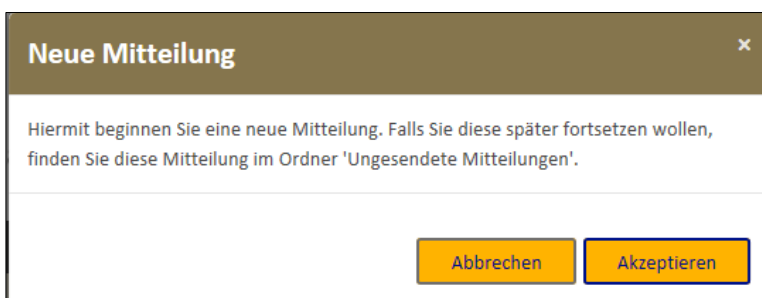 Neue Mitteilung ×
Hiermit beginnen Sie eine neue Mitteilung. Falls Sie diese später fortsetzen wollen,
finden Sie diese Mitteilung im Ordner 'Ungesendete Mitteilungen'.
Abbrechen Akzeptieren